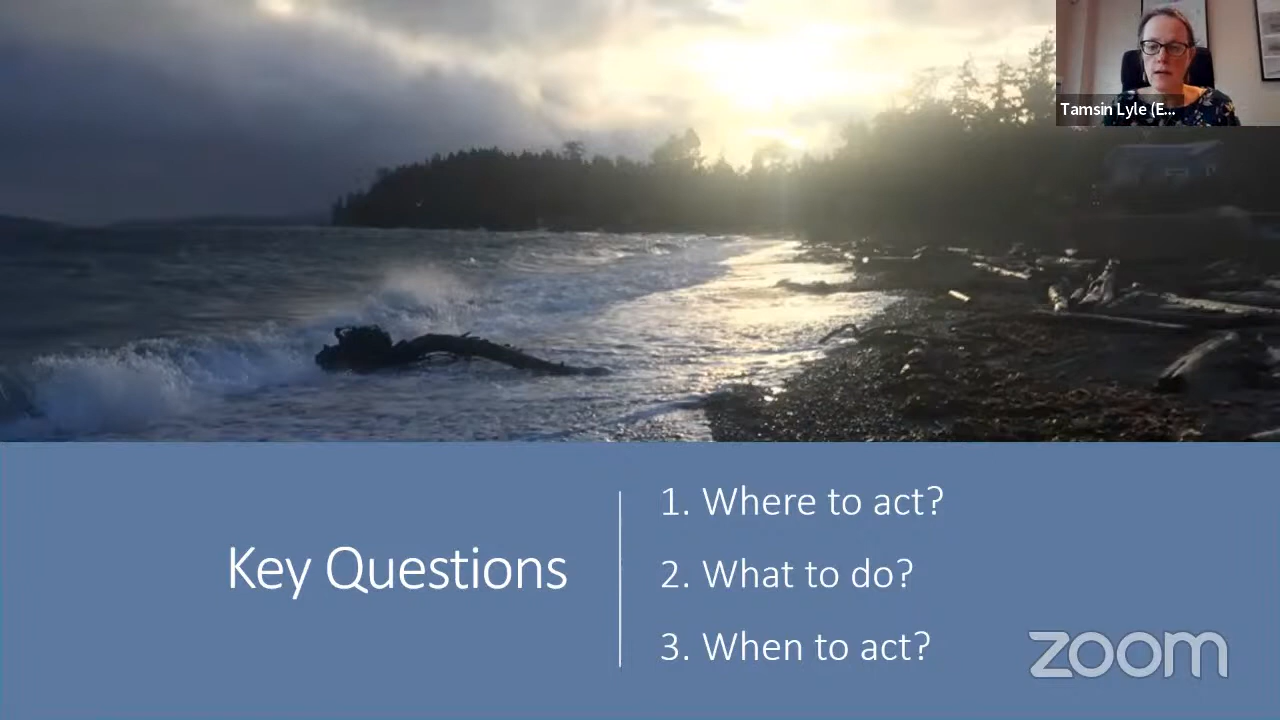 Tamsin Lyle (E...
Key Questions
1. Where to act?
2. What to do?
3. When to act?
zoom